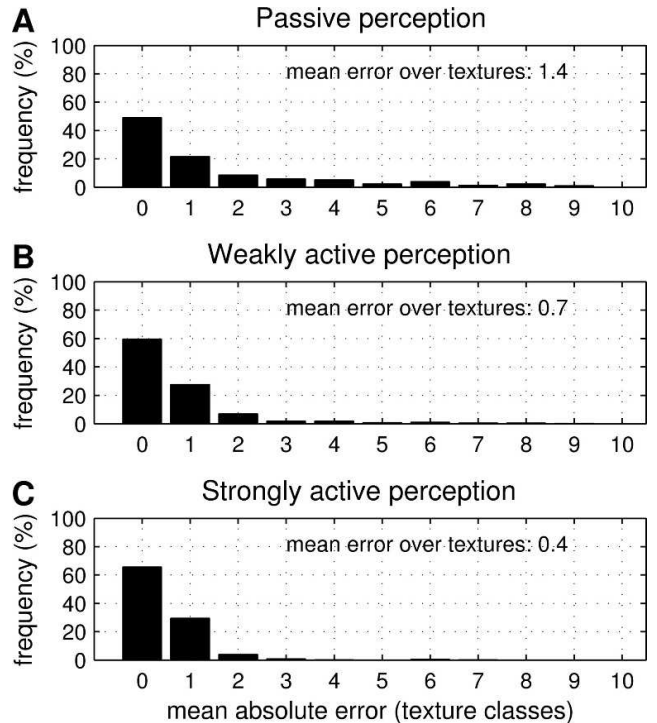 A Passive perception
mean error over textures: 1.4
frequency (%)
100
80
60
40
20
0
0 1 2 3 4 5 6 7 8 9 10
B Weakly active perception
mean error over textures: 0.7
frequency (%)
100
80
60
40
20
0
0 1 2 3 4 5 6 7 8 9 10
C Strongly active perception
mean error over textures: 0.4
frequency (%)
100
80
60
40
20
0
0 1 2 3 4 5 6 7 8 9 10
mean absolute error (texture classes)